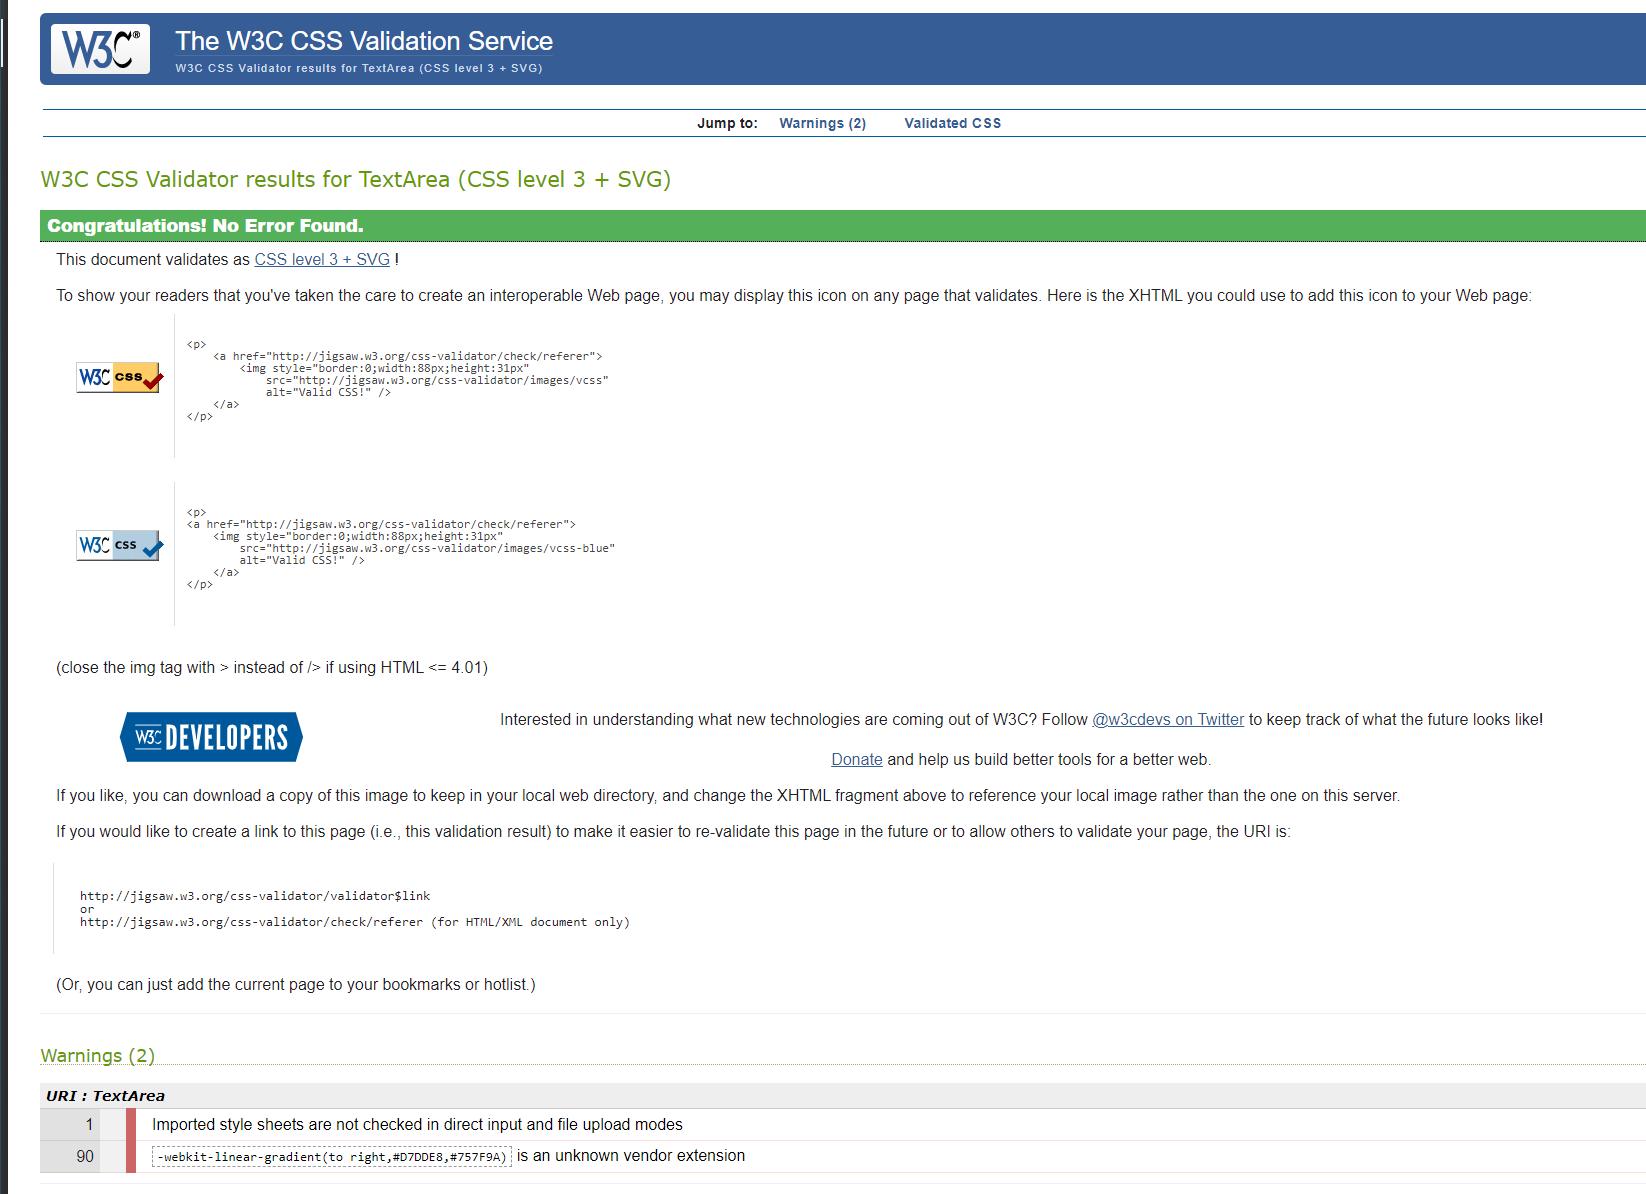 W3C®
The W3C CSS Validation Service
W3C CSS Validator results for TextArea (CSS level 3 + SVG)
Jump to: Warnings (2) Validated CSS
W3C CSS Validator results for TextArea (CSS level 3 + SVG)
Congratulations! No Error Found.
This document validates as CSS level 3 + SVG !
To show your readers that you've taken the care to create an interoperable Web page, you may display this icon on any page that validates. Here is the XHTML you could use to add this icon to your Web page:
W3C css
<p>
    <a href="http://jigsaw.w3.org/css-validator/check/referer">
        <img style="border:0;width:88px;height:31px"
            src="http://jigsaw.w3.org/css-validator/images/vcss"
            alt="Valid CSS!" />
    </a>
</p>
W3C css
<p>
<a href="http://jigsaw.w3.org/css-validator/check/referer">
    <img style="border:0;width:88px;height:31px"
        src="http://jigsaw.w3.org/css-validator/images/vcss-blue"
        alt="Valid CSS!" />
    </a>
</p>
(close the img tag with > instead of /> if using HTML <= 4.01)
W3C DEVELOPERS
Interested in understanding what new technologies are coming out of W3C? Follow @w3cdevs on Twitter to keep track of what the future looks like!
Donate and help us build better tools for a better web.
If you like, you can download a copy of this image to keep in your local web directory, and change the XHTML fragment above to reference your local image rather than the one on this server.
If you would like to create a link to this page (i.e., this validation result) to make it easier to re-validate this page in the future or to allow others to validate your page, the URI is:
http://jigsaw.w3.org/css-validator/validator$link
or
http://jigsaw.w3.org/css-validator/check/referer (for HTML/XML document only)
(Or, you can just add the current page to your bookmarks or hotlist.)
Warnings (2)
URI : TextArea
1 Imported style sheets are not checked in direct input and file upload modes
90 -webkit-linear-gradient(to right,#D7DDE8,#757F9A) is an unknown vendor extension